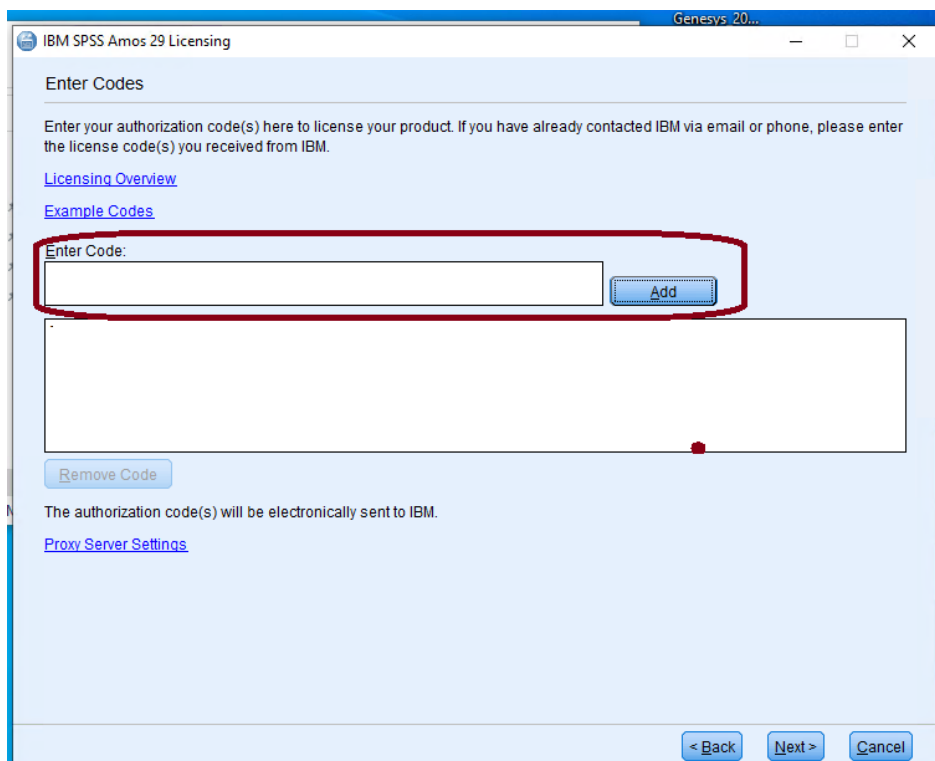 Genesys_20...
IBM SPSS Amos 29 Licensing
Enter Codes
Enter your authorization code(s) here to license your product. If you have already contacted IBM via email or phone, please enter
the license code(s) you received from IBM.
Licensing Overview
Example Codes
Enter Code:
Add
Remove Code
The authorization code(s) will be electronically sent to IBM.
Proxy Server Settings
< Back Next > Cancel